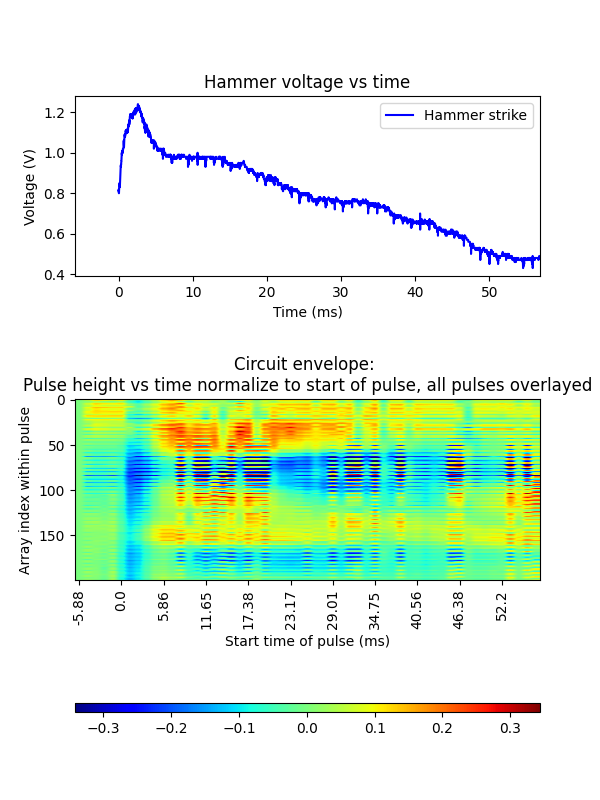 Hammer voltage vs time
Hammer strike
Voltage (V)
1.2
1.0
0.8
0.6
0.4
0 10 20 30 40 50
Time (ms)
Circuit envelope:
Pulse height vs time normalize to start of pulse, all pulses overlayed
Array index within pulse
0
50
100
150
-5.88 0.0 5.86 11.65 17.38 23.17 29.01 34.75 40.56 46.38 52.2
Start time of pulse (ms)
−0.3 −0.2 −0.1 0.0 0.1 0.2 0.3